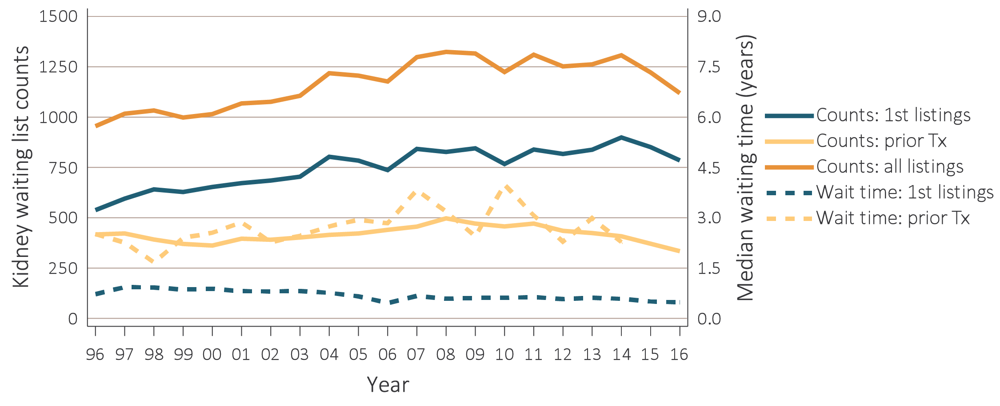 Kidney waiting list counts
1500
1250
1000
750
500
250
0
9.0
7.5
6.0
4.5
3.0
1.5
0.0
Median waiting time (years)
96 97 98 99 00 01 02 03 04 05 06 07 08 09 10 11 12 13 14 15 16
Year
Counts: 1st listings
Counts: prior Tx
Counts: all listings
Wait time: 1st listings
Wait time: prior Tx